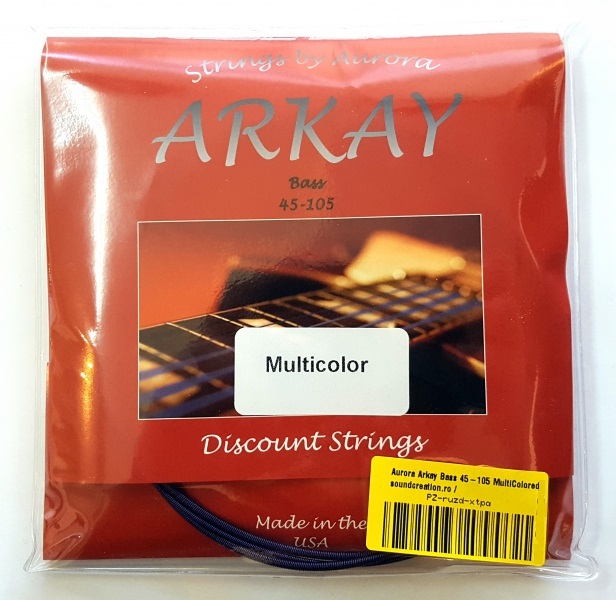 Strings by Aurora
ARKAY
Bass
45-105
Multicolor
Discount Strings
Aurora Arkay Bass 45-105 MultiColored
soundcreation.ro /
PZ-ruzd-xtpa
Made in the
USA